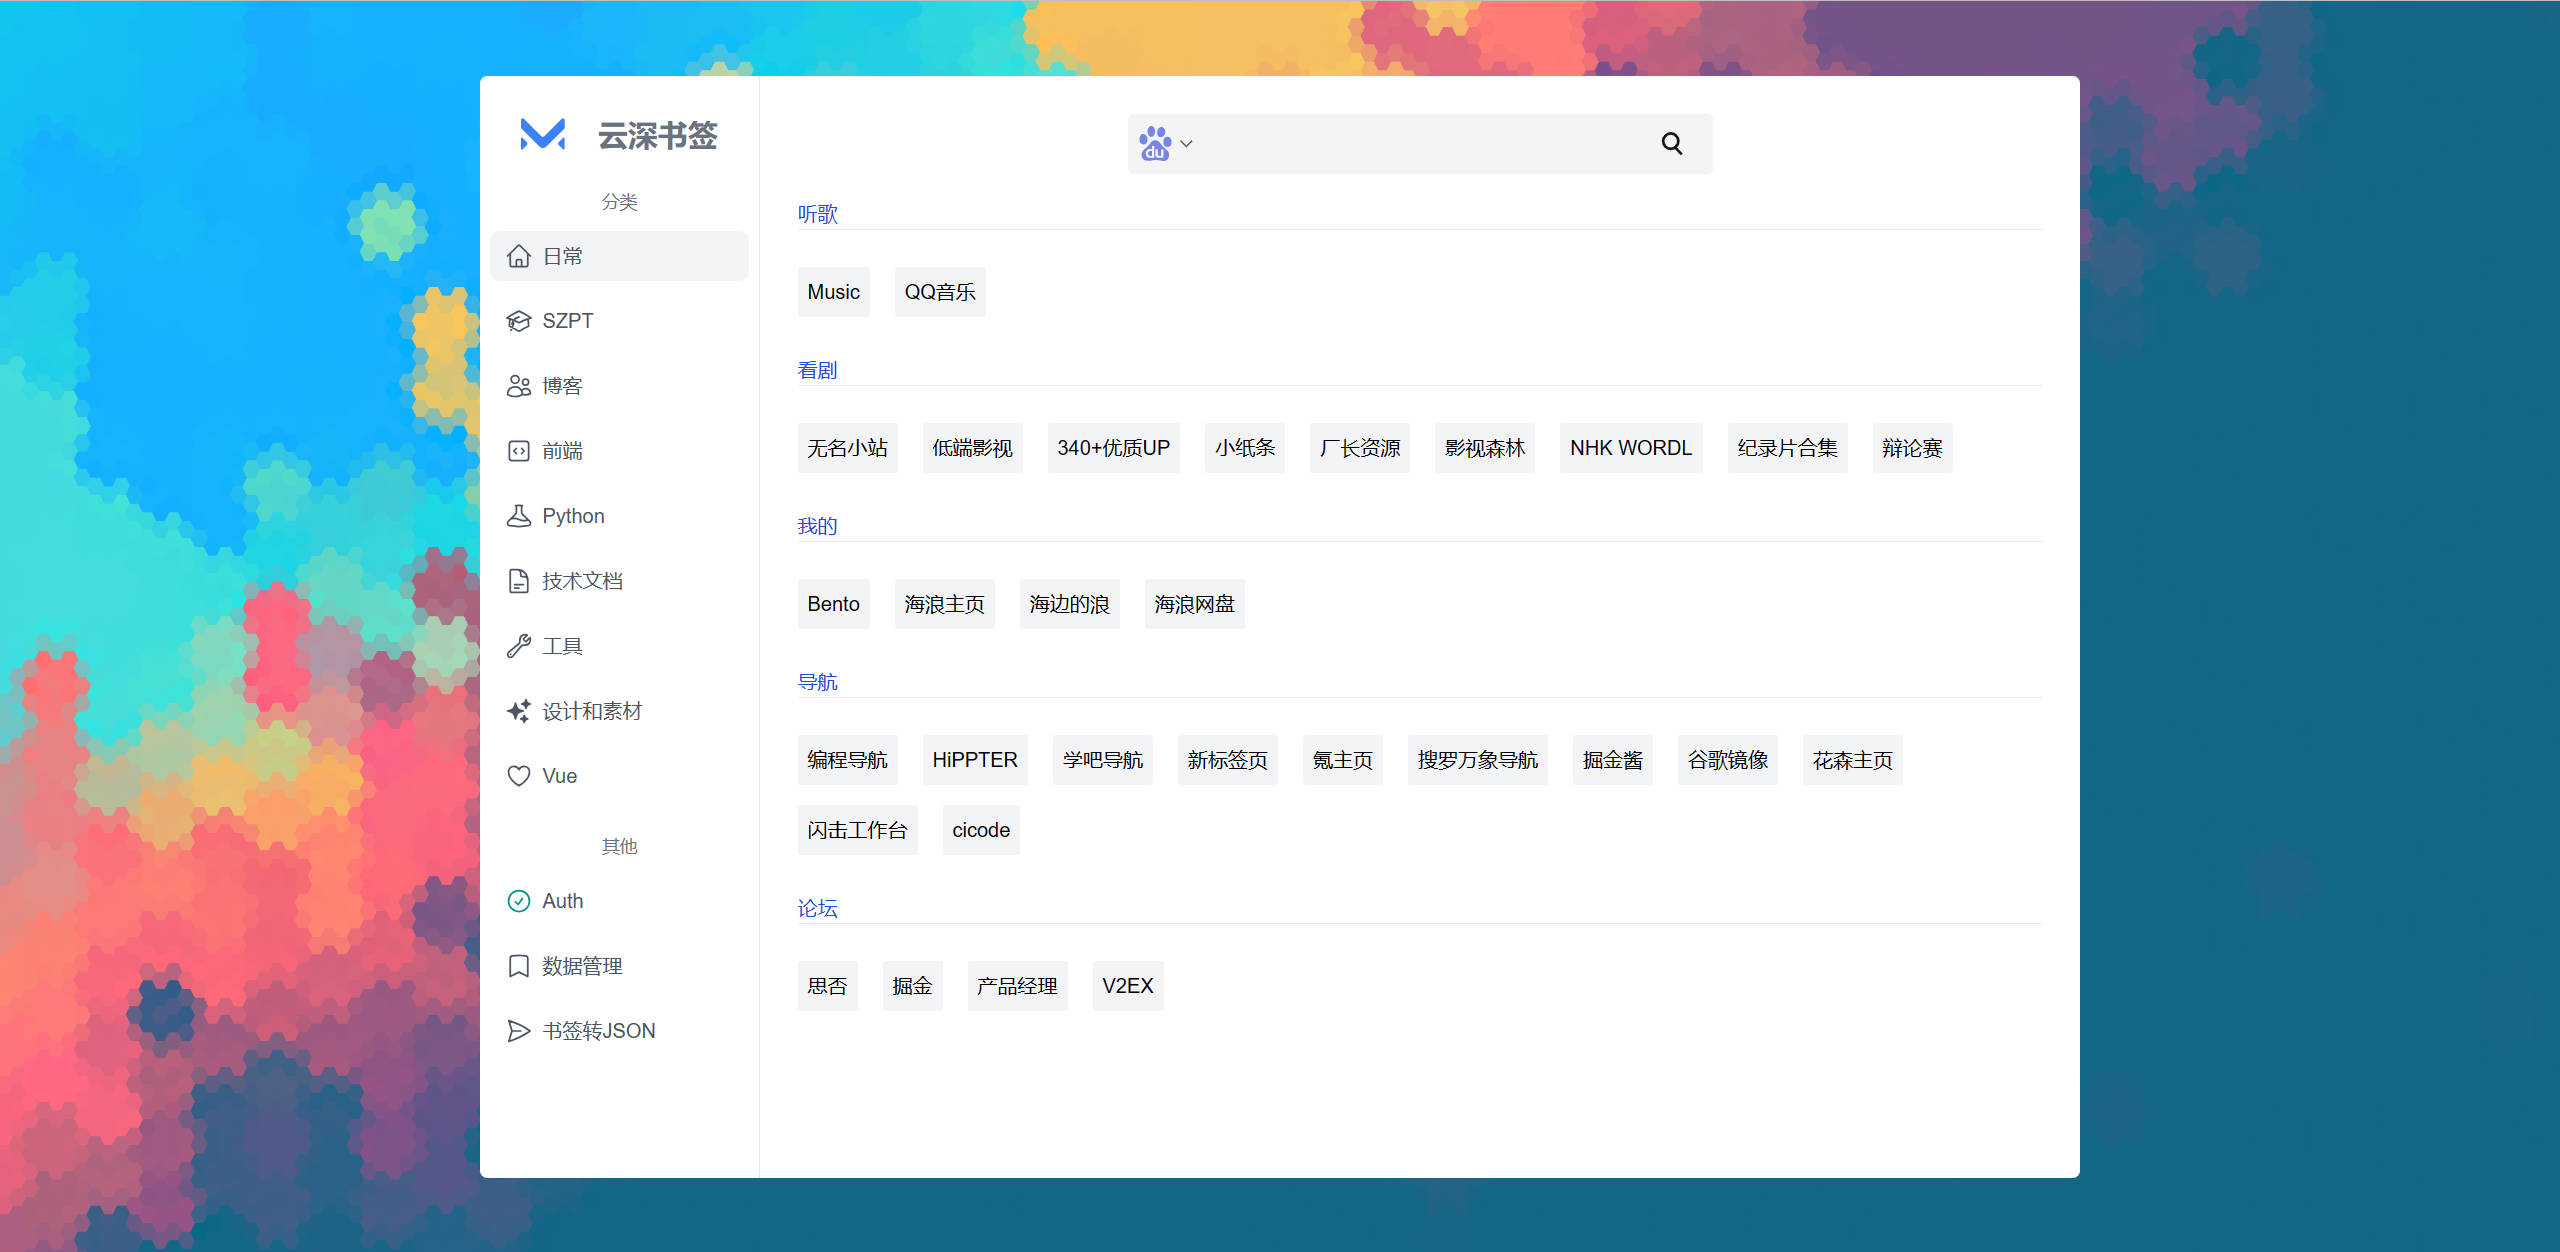 云深书签
分类
日常
SZPT
博客
前端
Python
技术文档
工具
设计和素材
Vue
其他
Auth
数据管理
书签转JSON
du
听歌
Music QQ音乐
看剧
无名小站 低端影视 340+优质UP 小纸条 厂长资源 影视森林 NHK WORDL 纪录片合集 辩论赛
我的
Bento 海浪主页 海边的浪 海浪网盘
导航
编程导航 HiPPTER 学吧导航 新标签页 氪主页 搜罗万象导航 掘金酱 谷歌镜像 花森主页
闪击工作台 cicode
论坛
思否 掘金 产品经理 V2EX